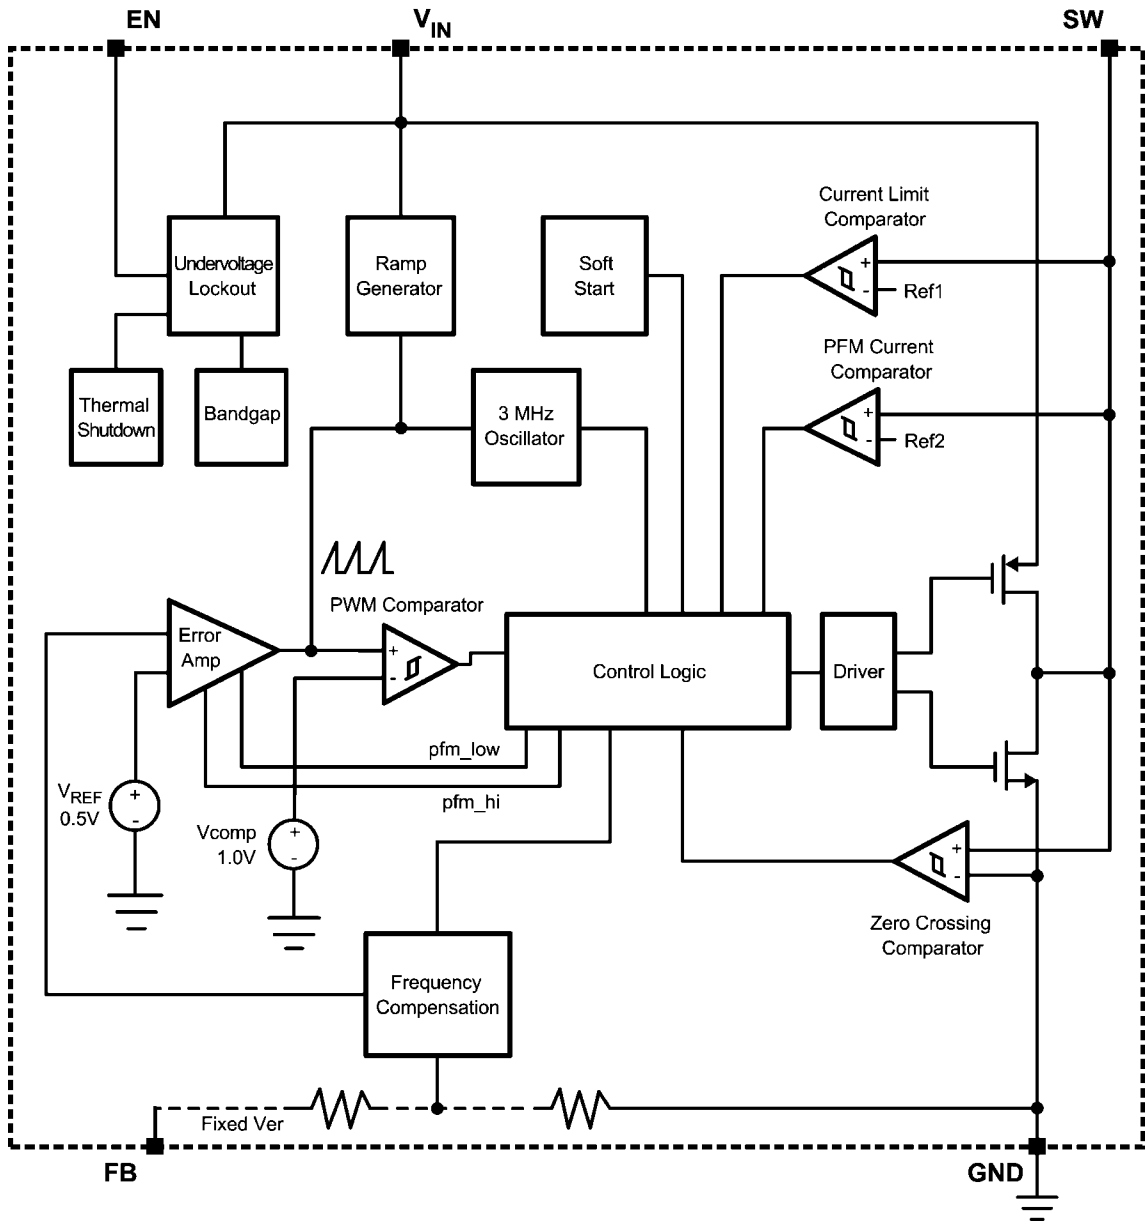 EN
VIN
SW
Current Limit
Comparator
+
-
Ref1
Undervoltage
Lockout
Ramp
Generator
Soft
Start
PFM Current
Comparator
+
-
Ref2
Thermal
Shutdown
Bandgap
3 MHz
Oscillator
PWM Comparator
Error
Amp
+
-
Control Logic
Driver
pfm_low
pfm_hi
VREF
0.5V
+
-
Vcomp
1.0V
+
-
+
-
Zero Crossing
Comparator
Frequency
Compensation
Fixed Ver
FB
GND